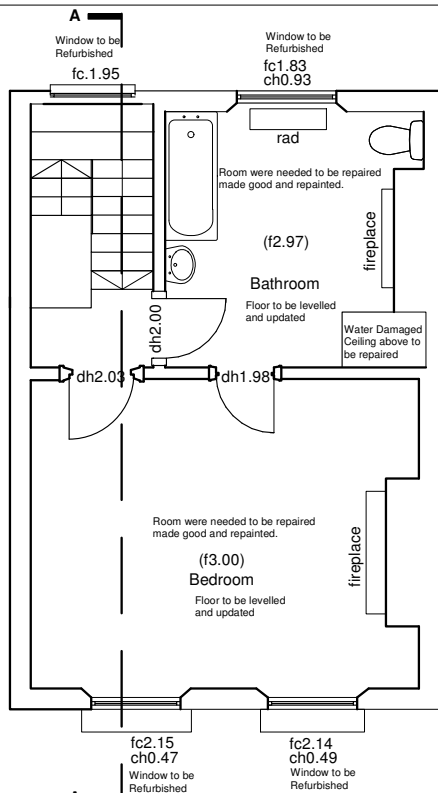 A
Window to be
Refurbished
fc.1.95
Window to be
Refurbished
fc1.83
ch0.93
rad
Room were needed to be repaired
made good and repainted.
(f2.97)
fireplace
Bathroom
Floor to be levelled
and updated
dh2.00
Water Damaged
Ceiling above to
be repaired
dh2.03
dh1.98
Room were needed to be repaired
made good and repainted.
(f3.00)
Bedroom
fireplace
Floor to be levelled
and updated
fc2.15
ch0.47
Window to be
Refurbished
fc2.14
ch0.49
Window to be
Refurbished